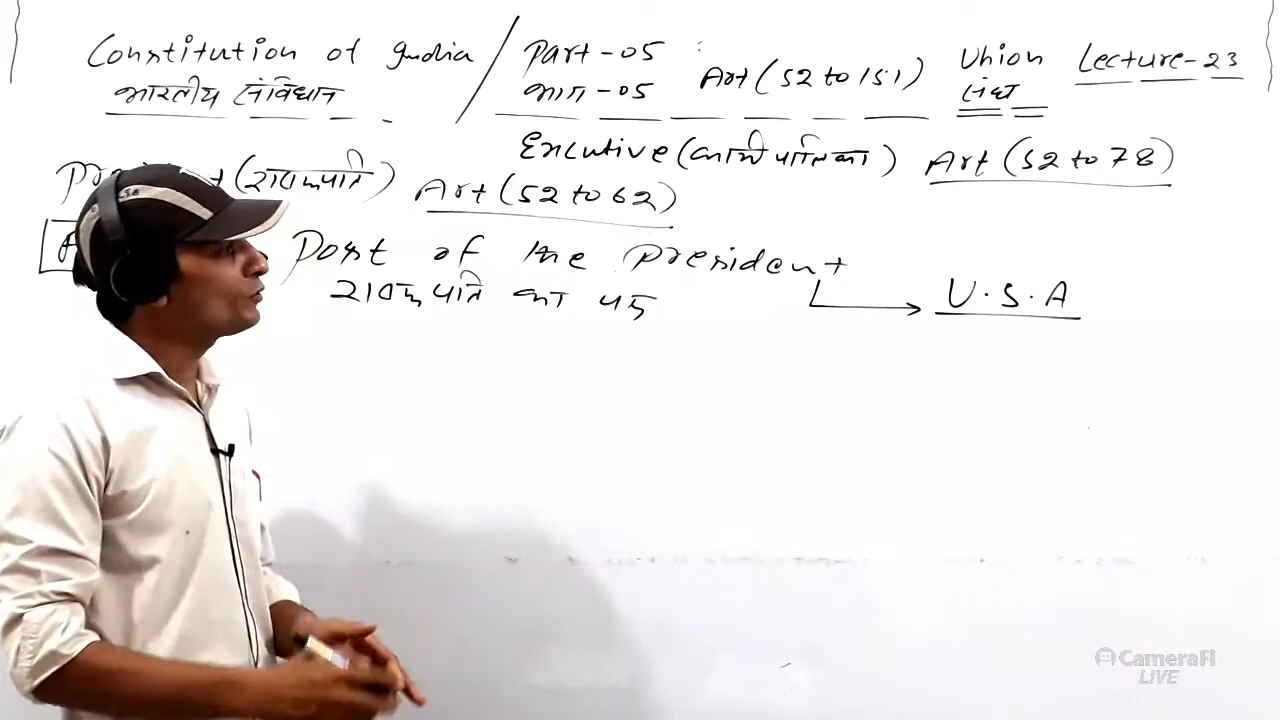 Constitution of India / Part-05 : Art (52 to 151) Union Lecture-23
भारतीय संविधान भाग-05 संघ
Executive (कार्यपालिका) Art (52 to 78)
(राष्ट्रपति) Art (52 to 62)
Post of the President
राष्ट्रपति का पद U.S.A
CameraFi
LIVE